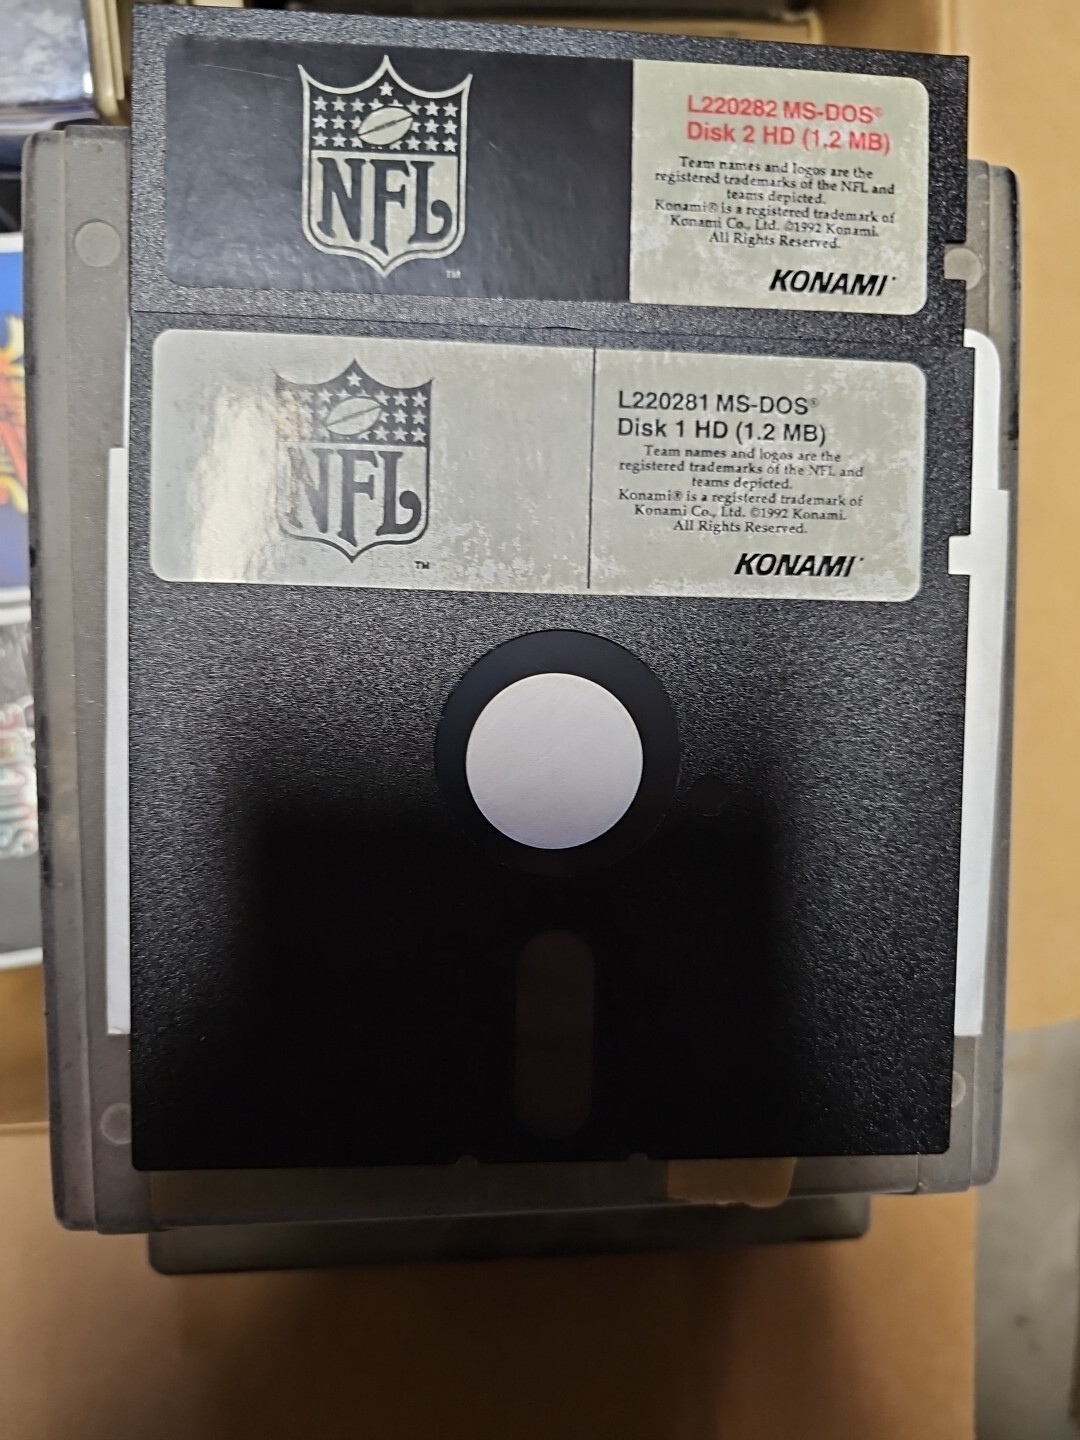 NFL
TM
L220282 MS-DOS®
Disk 2 HD (1.2 MB)
Team names and logos are the
registered trademarks of the NFL and
teams depicted.
Konami® is a registered trademark of
Konami Co., Ltd. ©1992 Konami.
All Rights Reserved.
KONAMI
NFL
TM
L220281 MS-DOS®
Disk 1 HD (1.2 MB)
Team names and logos are the
registered trademarks of the NFL and
teams depicted.
Konami® is a registered trademark of
Konami Co., Ltd. ©1992 Konami.
All Rights Reserved.
KONAMI